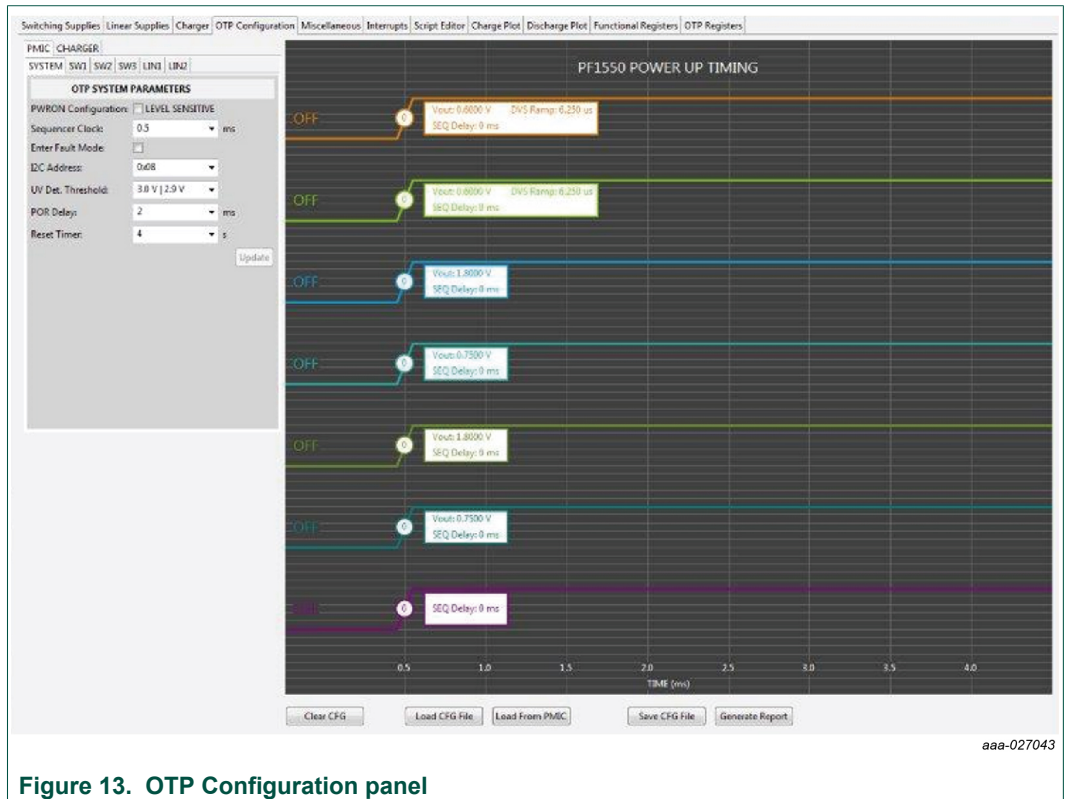 Switching Supplies Linear Supplies Charger OTP Configuration Miscellaneous Interrupts Script Editor Charge Plot Discharge Plot Functional Registers OTP Registers
PMIC CHARGER
SYSTEM SW1 SW2 SW3 LIN1 LIN2
OTP SYSTEM PARAMETERS
PWRON Configuration: LEVEL SENSITIVE
Sequencer Clock: 0.5 ms
Enter Fault Mode:
I2C Address: 0x08
UV Det. Threshold: 3.0 V | 2.9 V
POR Delay: 2 ms
Reset Timer: 4 s
Update
PF1550 POWER UP TIMING
OFF
0
Vout: 0.6000 V DVS Ramp: 6.250 us
SEQ Delay: 0 ms
OFF
0
Vout: 0.6000 V DVS Ramp: 6.250 us
SEQ Delay: 0 ms
OFF
0
Vout: 1.8000 V
SEQ Delay: 0 ms
OFF
0
Vout: 0.7500 V
SEQ Delay: 0 ms
OFF
0
Vout: 1.8000 V
SEQ Delay: 0 ms
OFF
0
Vout: 0.7500 V
SEQ Delay: 0 ms
0
SEQ Delay: 0 ms
0.5 1.0 1.5 2.0 2.5 3.0 3.5 4.0
TIME (ms)
Clear CFG Load CFG File Load From PMIC Save CFG File Generate Report
aaa-027043
Figure 13. OTP Configuration panel